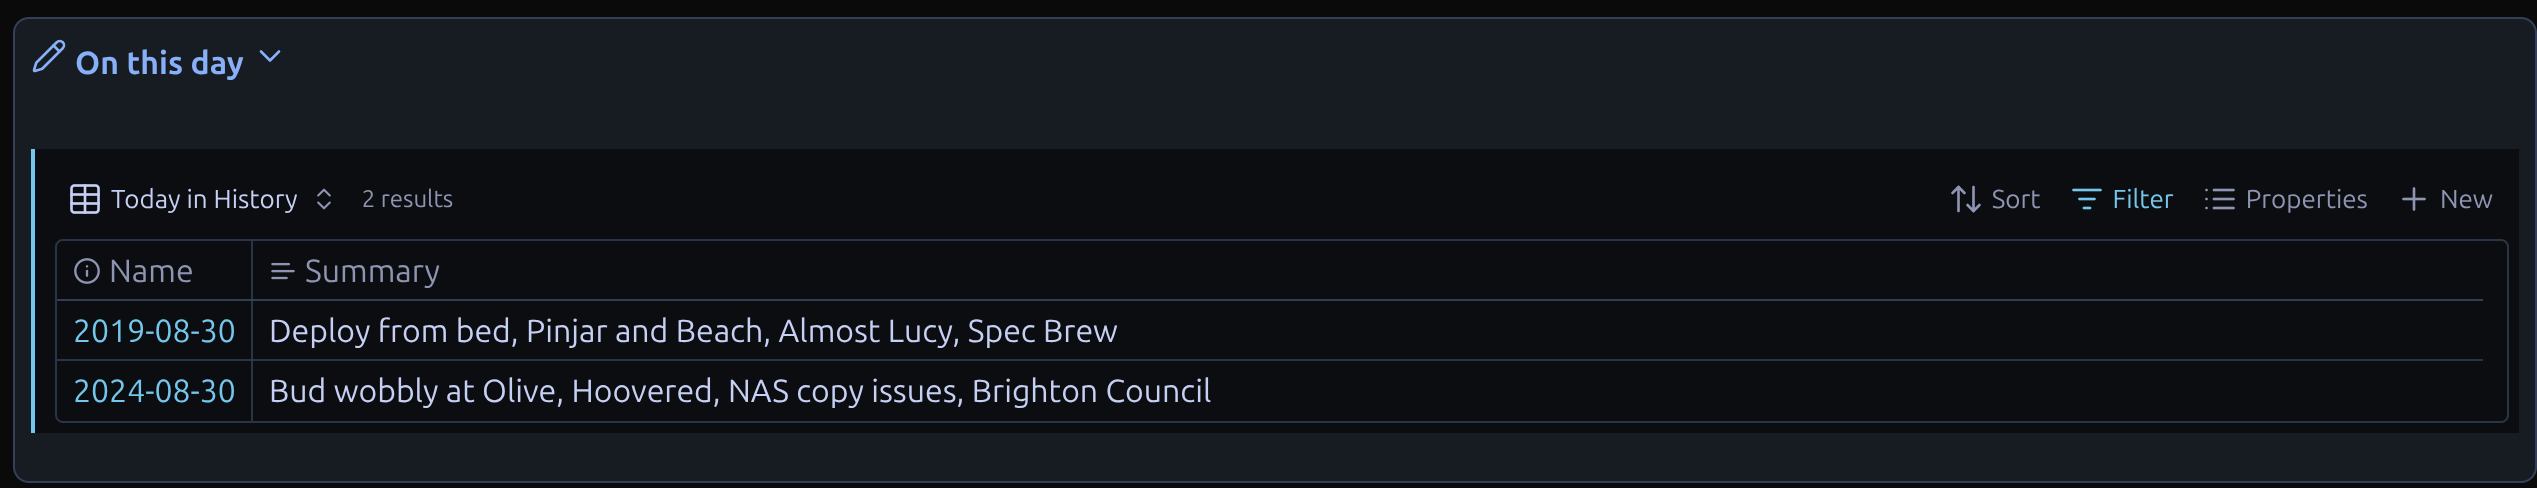 On this day
Today in History 2 results Sort Filter Properties New
Name Summary
2019-08-30 Deploy from bed, Pinjar and Beach, Almost Lucy, Spec Brew
2024-08-30 Bud wobbly at Olive, Hoovered, NAS copy issues, Brighton Council